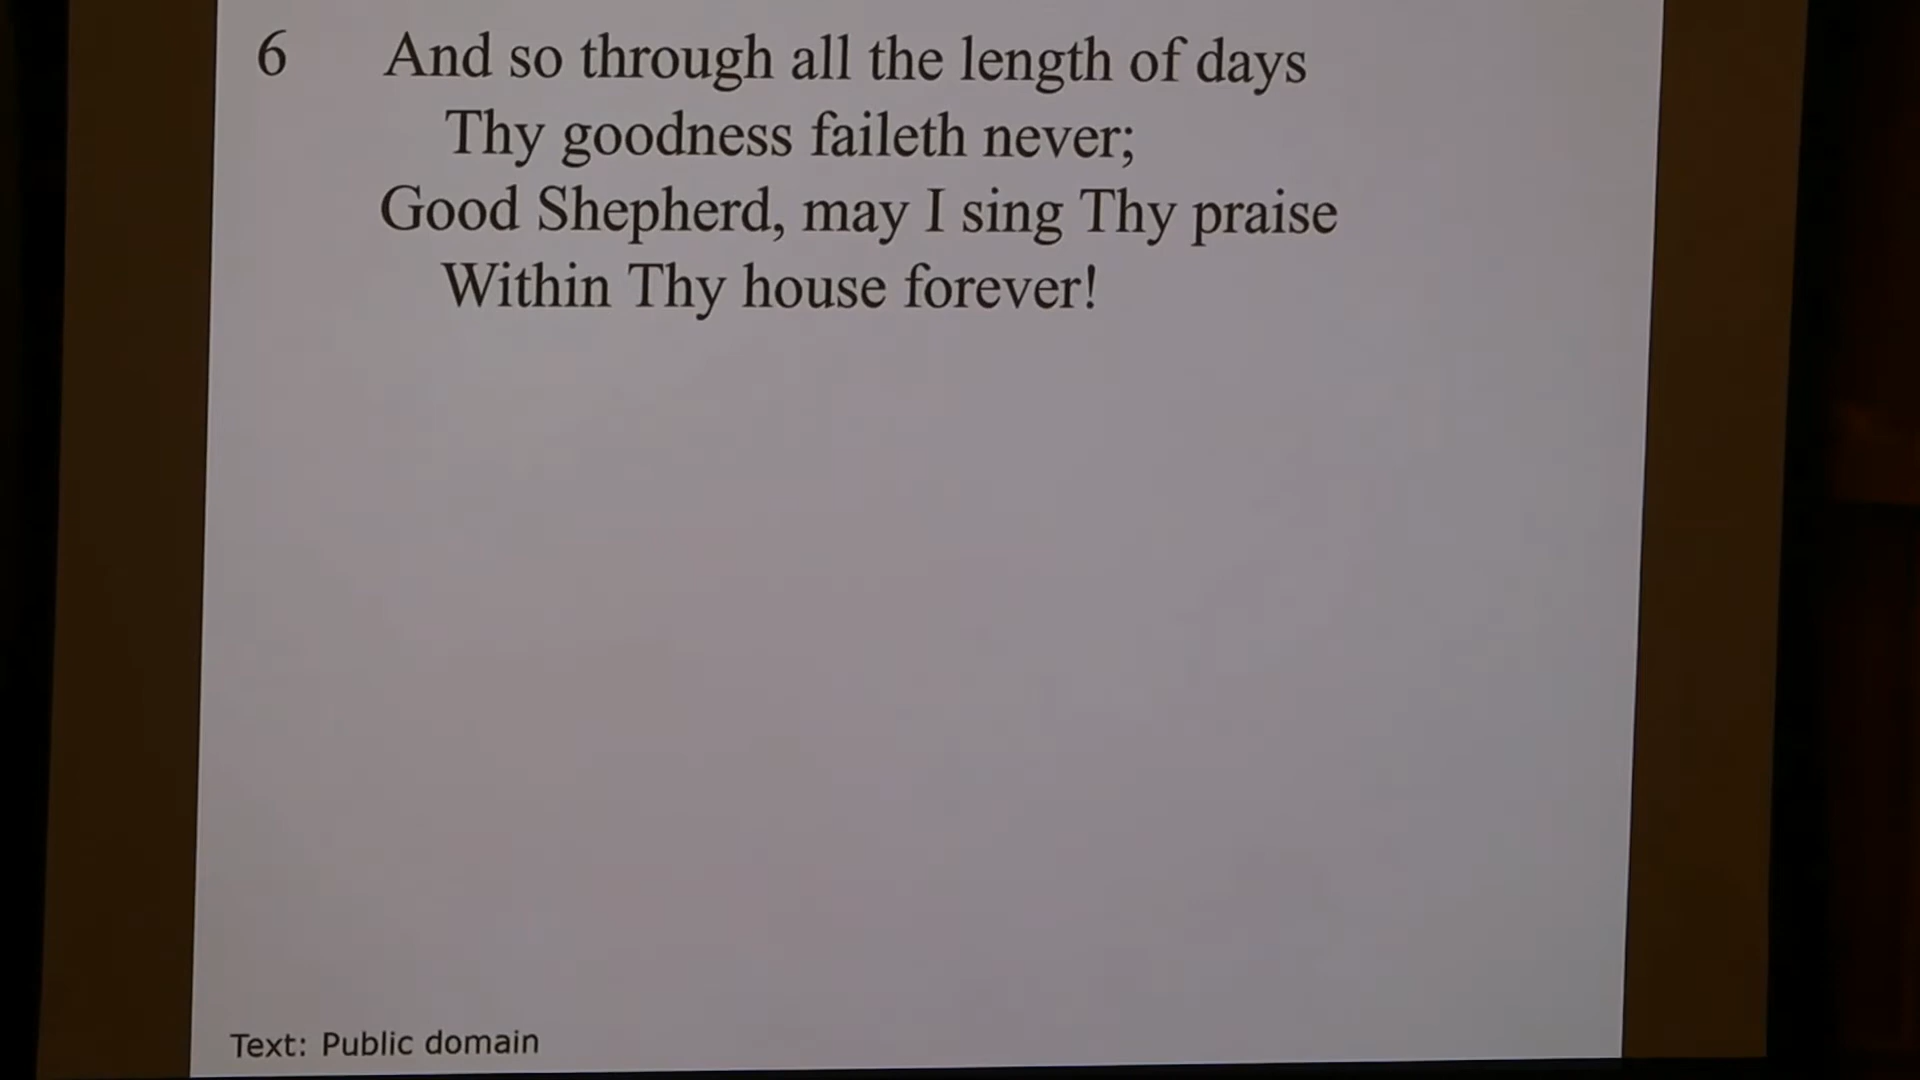 6 And so through all the length of days
Thy goodness faileth never;
Good Shepherd, may I sing Thy praise
Within Thy house forever!
Text: Public domain